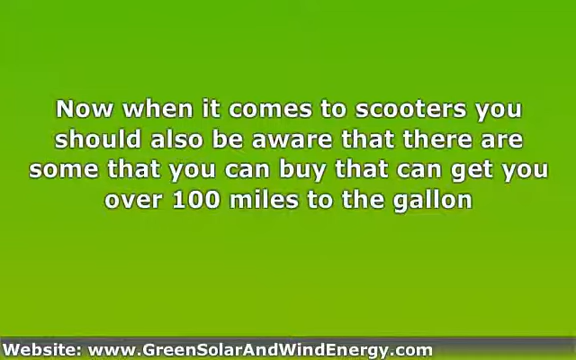 Now when it comes to scooters you
should also be aware that there are
some that you can buy that can get you
over 100 miles to the gallon
Website: www.GreenSolarAndWindEnergy.com